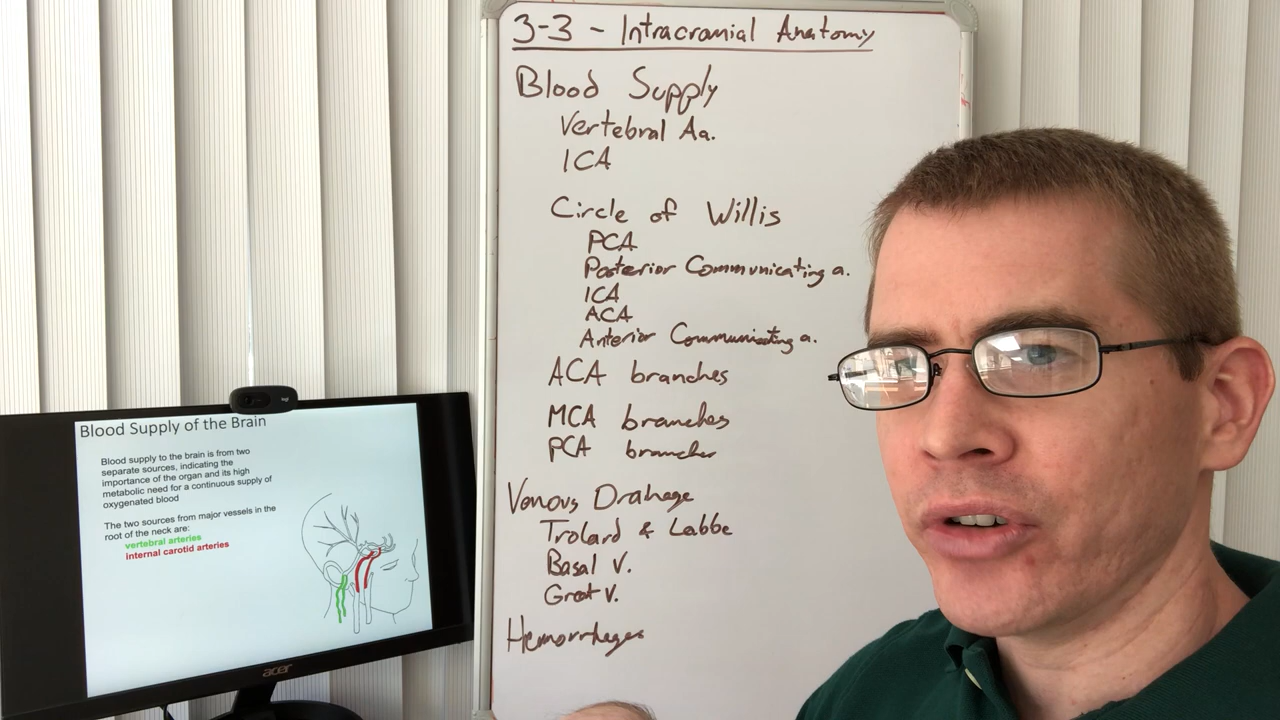 3-3 - Intracranial Anatomy
Blood Supply
Vertebral Aa.
ICA
Circle of Willis
PCA
Posterior Communicating a.
ICA
ACA
Anterior Communicating a.
ACA branches
MCA branches
PCA branches
Venous Drainage
Trolard & Labbe
Basal V.
Great V.
Hemorrhages
Blood Supply of the Brain
Blood supply to the brain is from two
separate sources, indicating the
importance of the organ and its high
metabolic need for a continuous supply of
oxygenated blood
The two sources from major vessels in the
root of the neck are:
vertebral arteries
internal carotid arteries
acer